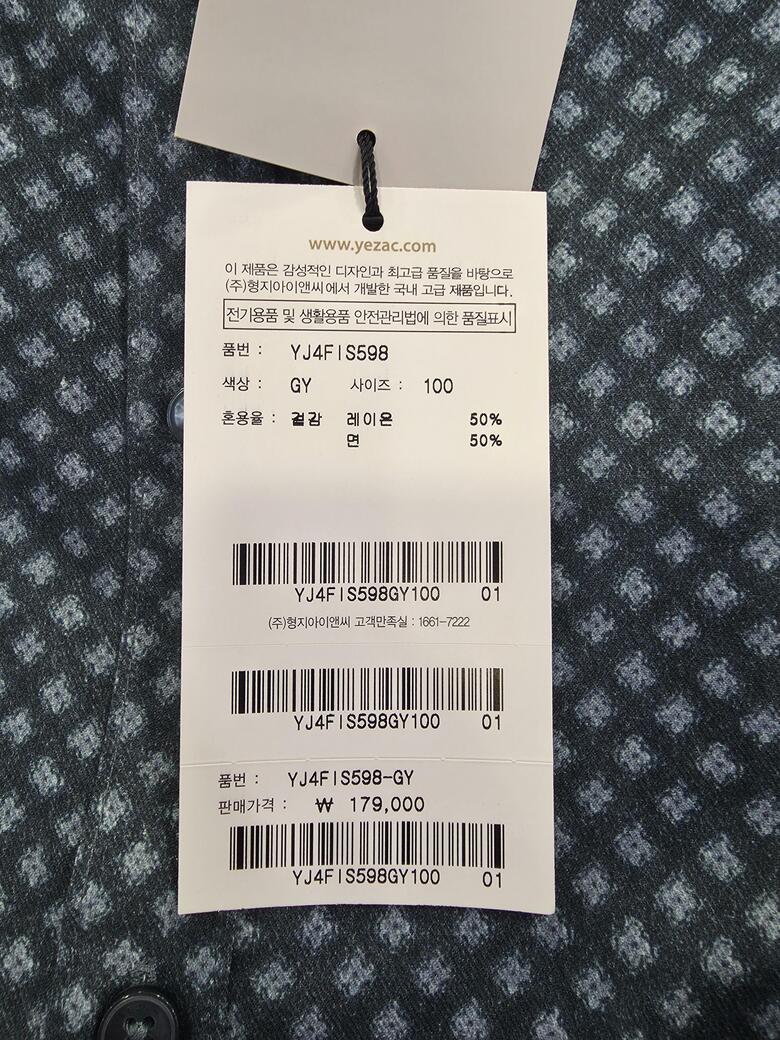 www.yezac.com
이 제품은 감성적인 디자인과 최고급 품질을 바탕으로
(주)형지아이앤씨에서 개발한 국내 고급 제품입니다.
전기용품 및 생활용품 안전관리법에 의한 품질표시
품번 : YJ4FIS598
색상 : GY 사이즈 : 100
혼용율 : 겉감 레이온 50%
면 50%
YJ4FIS598GY100 01
(주)형지아이앤씨 고객만족실 : 1661-7222
YJ4FIS598GY100 01
품번 : YJ4FIS598-GY
판매가격 : ₩ 179,000
YJ4FIS598GY100 01